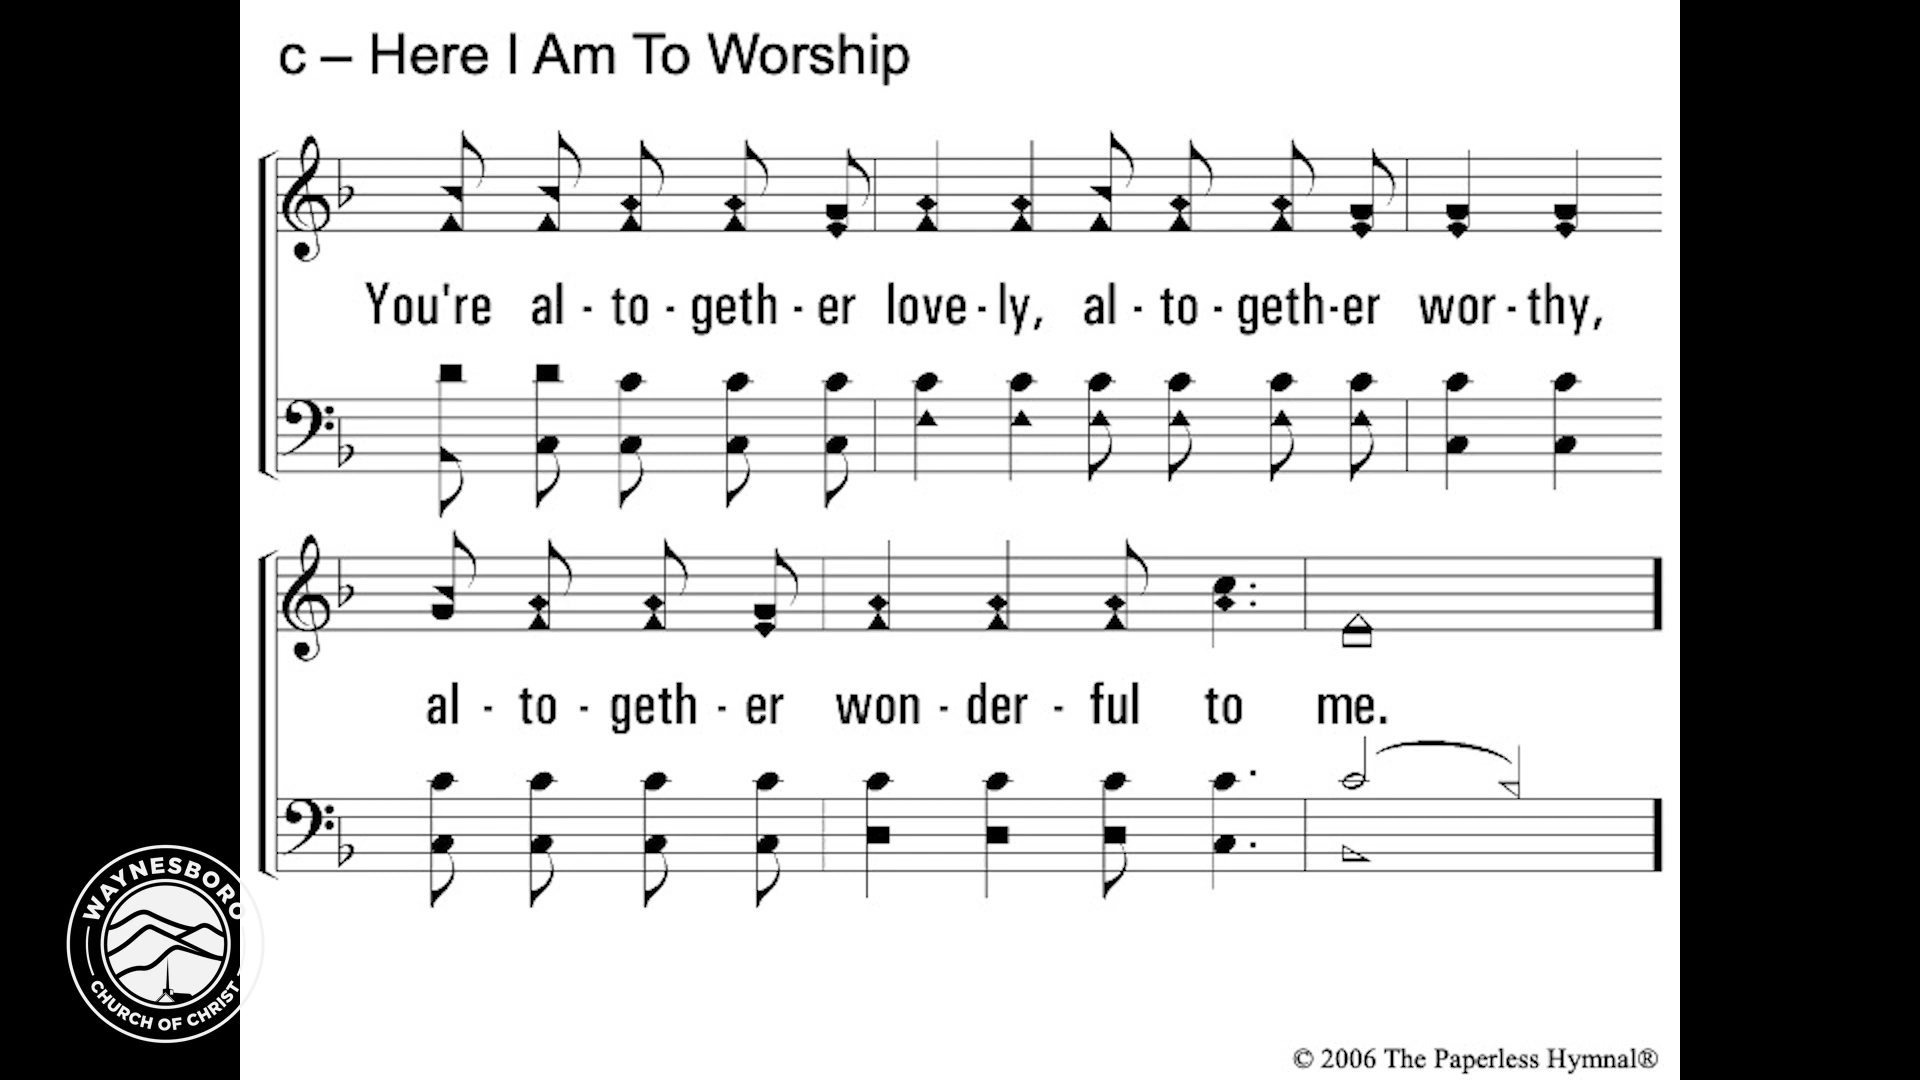 c – Here I Am To Worship
You're al - to - geth - er love - ly, al - to - geth-er wor - thy,
al - to - geth - er won - der - ful to me.
WAYNESBORO
CHURCH OF CHRIST
© 2006 The Paperless Hymnal®